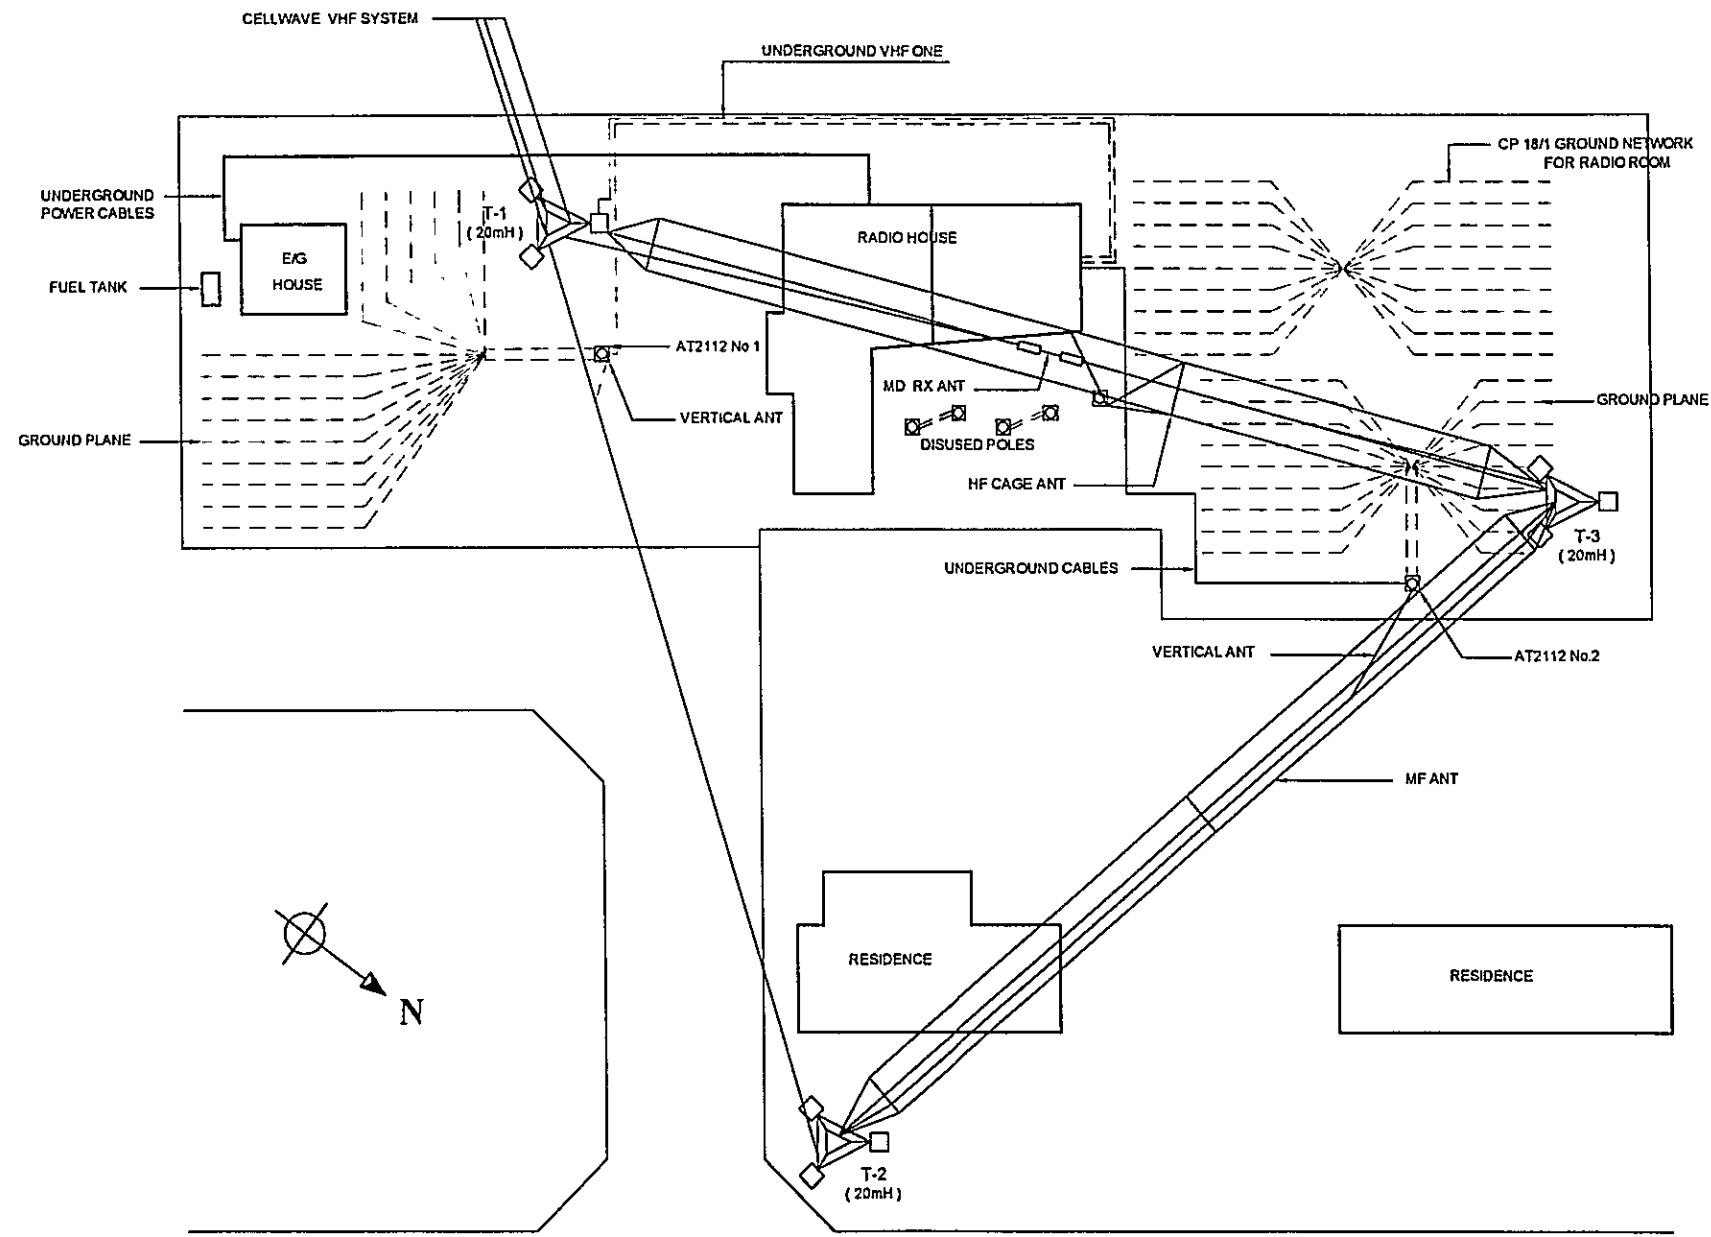 CELLWAVE VHF SYSTEM
UNDERGROUND VHF ONE
CP 18/1 GROUND NETWORK
FOR RADIO ROOM
UNDERGROUND
POWER CABLES
T-1
( 20mH )
RADIO HOUSE
E/G
HOUSE
FUEL TANK
AT2112 No 1
MD RX ANT
VERTICAL ANT
GROUND PLANE
GROUND PLANE
DISUSED POLES
HF CAGE ANT
T-3
( 20mH )
UNDERGROUND CABLES
VERTICAL ANT
AT2112 No.2
MF ANT
RESIDENCE
RESIDENCE
N
T-2
( 20mH )